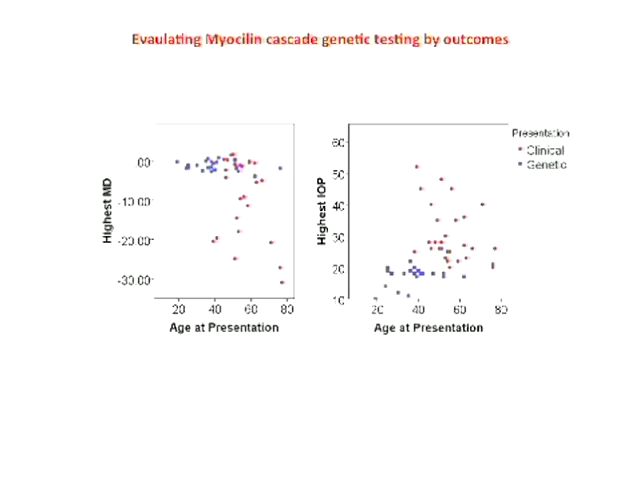 Evaulating Myocilin cascade genetic testing by outcomes
Presentation
Clinical
Genetic
Highest MD
.00
-10.00
-20.00
-30.00
20 40 60 80
Age at Presentation
Highest IOP
60
50
40
30
20
10
20 40 60 80
Age at Presentation